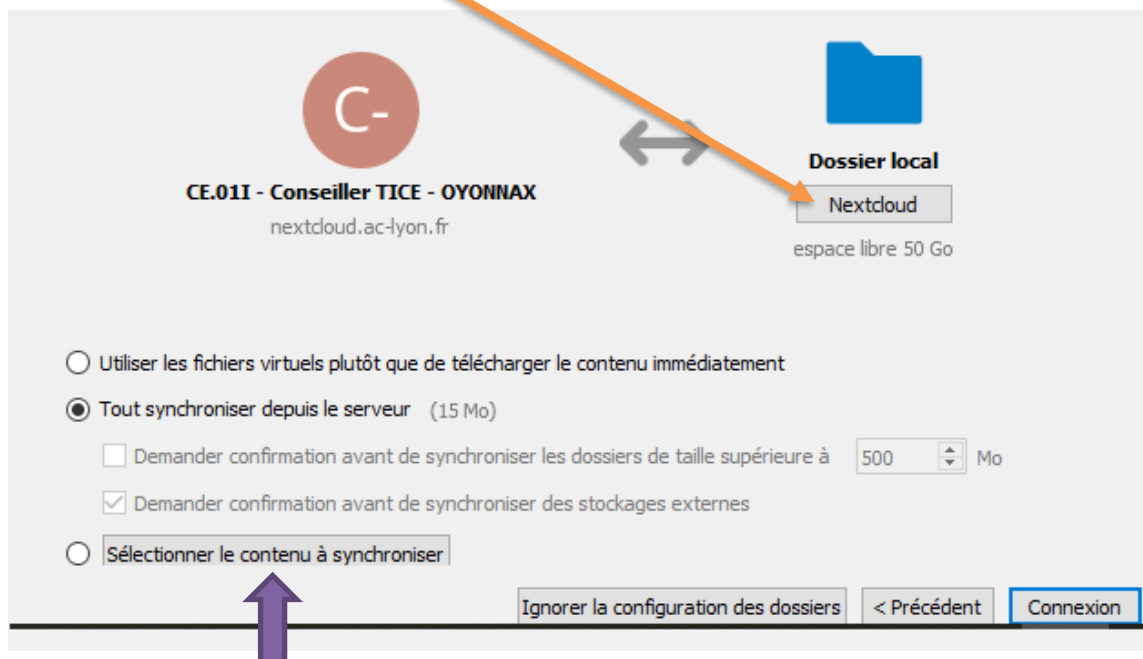 C-
CE.01I - Conseiller TICE - OYONNAX
nextcloud.ac-lyon.fr
Dossier local
Nextcloud
espace libre 50 Go
Utiliser les fichiers virtuels plutôt que de télécharger le contenu immédiatement
Tout synchroniser depuis le serveur (15 Mo)
Demander confirmation avant de synchroniser les dossiers de taille supérieure à 500 Mo
Demander confirmation avant de synchroniser des stockages externes
Sélectionner le contenu à synchroniser
Ignorer la configuration des dossiers < Précédent Connexion